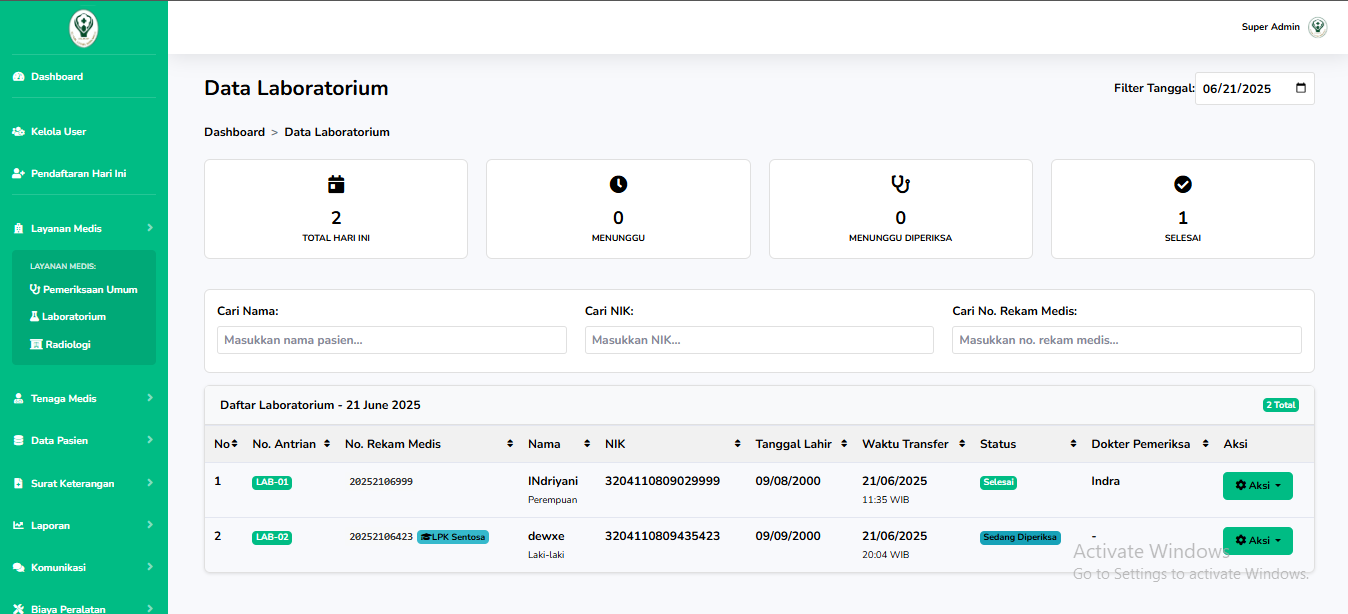 Super Admin
Dashboard
Kelola User
Pendaftaran Hari Ini
Layanan Medis
LAYANAN MEDIS:
Pemeriksaan Umum
Laboratorium
Radiologi
Tenaga Medis
Data Pasien
Surat Keterangan
Laporan
Komunikasi
Biaya Peralatan
Data Laboratorium
Filter Tanggal: 06/21/2025
Dashboard > Data Laboratorium
2
TOTAL HARI INI
0
MENUNGGU
0
MENUNGGU DIPERIKSA
1
SELESAI
Cari Nama: Cari NIK: Cari No. Rekam Medis:
Masukkan nama pasien... Masukkan NIK... Masukkan no. rekam medis...
Daftar Laboratorium - 21 June 2025 2 Total
No No. Antrian No. Rekam Medis Nama NIK Tanggal Lahir Waktu Transfer Status Dokter Pemeriksa Aksi
1 LAB-01 20252106999 INdriyani 3204110809029999 09/08/2000 21/06/2025 Selesai Indra Aksi
Perempuan 11:35 WIB
2 LAB-02 20252106423 LPK Sentosa dewxe 3204110809435423 09/09/2000 21/06/2025 Sedang Diperiksa - Aksi
Laki-laki 20:04 WIB
Activate Windows
Go to Settings to activate Windows.